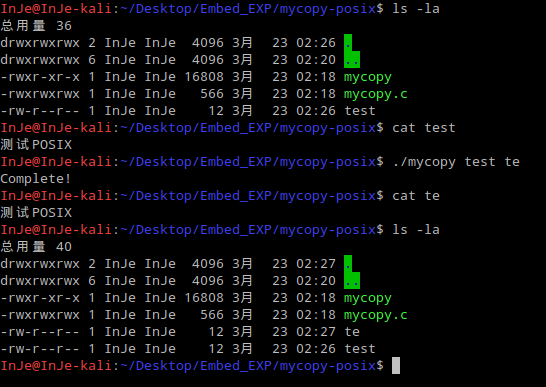 InJe@InJe-kali:~/Desktop/Embed_EXP/mycopy-posix$ ls -la
总用量 36
drwxrwxrwx 2 InJe InJe  4096 3月  23 02:26 .
drwxrwxrwx 6 InJe InJe  4096 3月  23 02:20 ..
-rwxr-xr-x 1 InJe InJe 16808 3月  23 02:18 mycopy
-rwxrwxrwx 1 InJe InJe   566 3月  23 02:18 mycopy.c
-rw-r--r-- 1 InJe InJe    12 3月  23 02:26 test
InJe@InJe-kali:~/Desktop/Embed_EXP/mycopy-posix$ cat test
测试POSIX
InJe@InJe-kali:~/Desktop/Embed_EXP/mycopy-posix$ ./mycopy test te
Complete!
InJe@InJe-kali:~/Desktop/Embed_EXP/mycopy-posix$ cat te
测试POSIX
InJe@InJe-kali:~/Desktop/Embed_EXP/mycopy-posix$ ls -la
总用量 40
drwxrwxrwx 2 InJe InJe  4096 3月  23 02:27 .
drwxrwxrwx 6 InJe InJe  4096 3月  23 02:20 ..
-rwxr-xr-x 1 InJe InJe 16808 3月  23 02:18 mycopy
-rwxrwxrwx 1 InJe InJe   566 3月  23 02:18 mycopy.c
-rw-r--r-- 1 InJe InJe    12 3月  23 02:27 te
-rw-r--r-- 1 InJe InJe    12 3月  23 02:26 test
InJe@InJe-kali:~/Desktop/Embed_EXP/mycopy-posix$